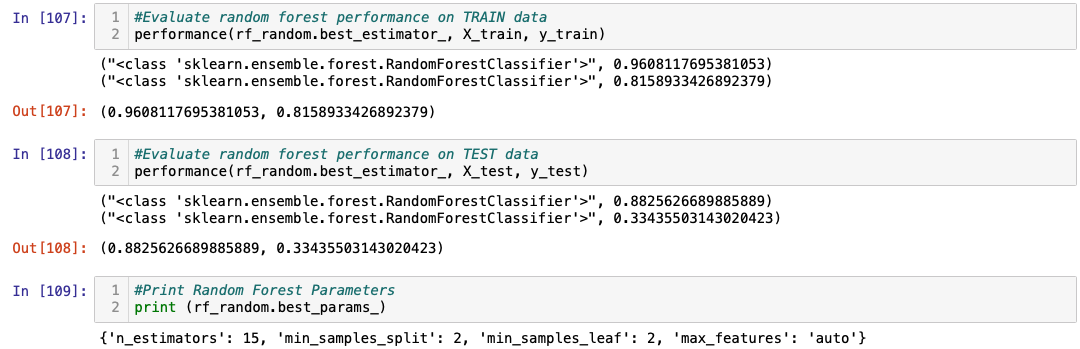 In [107]:
1 #Evaluate random forest performance on TRAIN data
2 performance(rf_random.best_estimator_, X_train, y_train)
("<class 'sklearn.ensemble.forest.RandomForestClassifier'>", 0.9608117695381053)
("<class 'sklearn.ensemble.forest.RandomForestClassifier'>", 0.8158933426892379)
Out[107]: (0.9608117695381053, 0.8158933426892379)
In [108]:
1 #Evaluate random forest performance on TEST data
2 performance(rf_random.best_estimator_, X_test, y_test)
("<class 'sklearn.ensemble.forest.RandomForestClassifier'>", 0.8825626689885889)
("<class 'sklearn.ensemble.forest.RandomForestClassifier'>", 0.33435503143020423)
Out[108]: (0.8825626689885889, 0.33435503143020423)
In [109]:
1 #Print Random Forest Parameters
2 print (rf_random.best_params_)
{'n_estimators': 15, 'min_samples_split': 2, 'min_samples_leaf': 2, 'max_features': 'auto'}